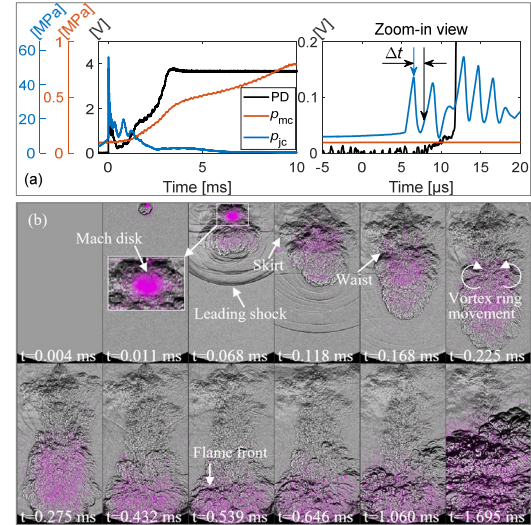 [MPa]
[MPa]
[V]
[V]
Zoom-in view
60
40
20
0
1
0.5
0
4
2
0
PD
pmc
pjc
0
5
10
Time [ms]
(a)
0.2
0.1
0
Δt
-5
0
5
10
15
20
Time [µs]
(b)
Mach disk
Leading shock
Skirt
Waist
Vortex ring
movement
t=0.004 ms
t=0.011 ms
t=0.068 ms
t=0.118 ms
t=0.168 ms
t=0.225 ms
Flame front
t=0.275 ms
t=0.432 ms
t=0.539 ms
t=0.646 ms
t=1.060 ms
t=1.695 ms